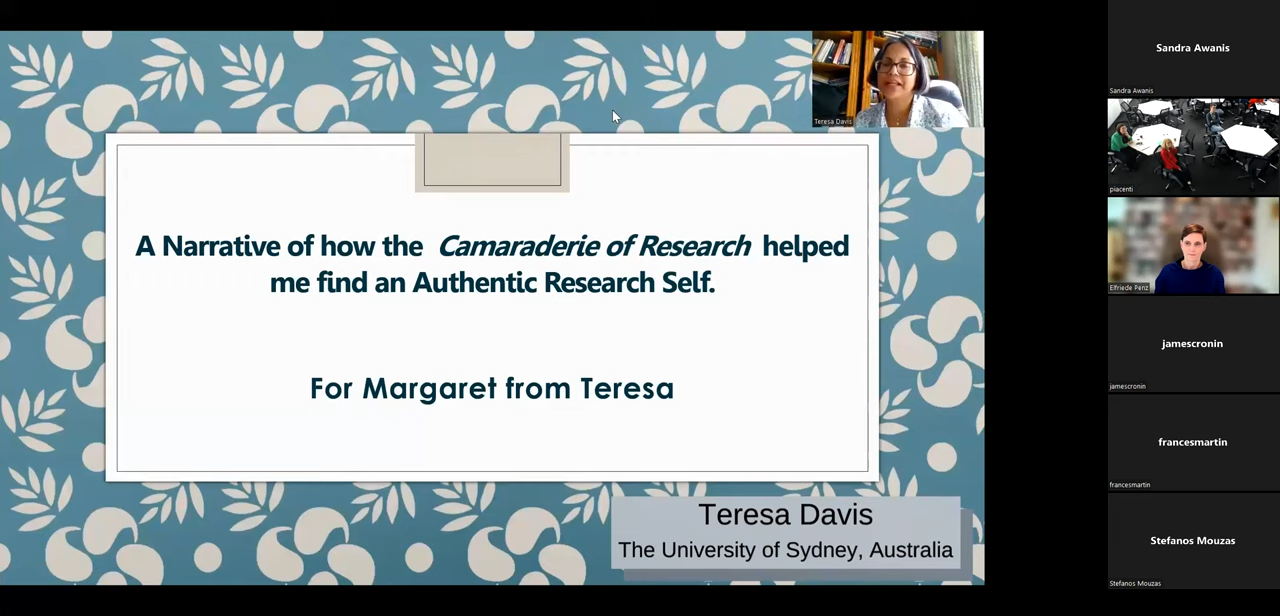 Teresa Davis
A Narrative of how the Camaraderie of Research helped
me find an Authentic Research Self.
For Margaret from Teresa
Teresa Davis
The University of Sydney, Australia
Sandra Awanis
Sandra Awanis
piacenti
Elfriede Penz
jamescronin
jamescronin
francesmartin
francesmartin
Stefanos Mouzas
Stefanos Mouzas